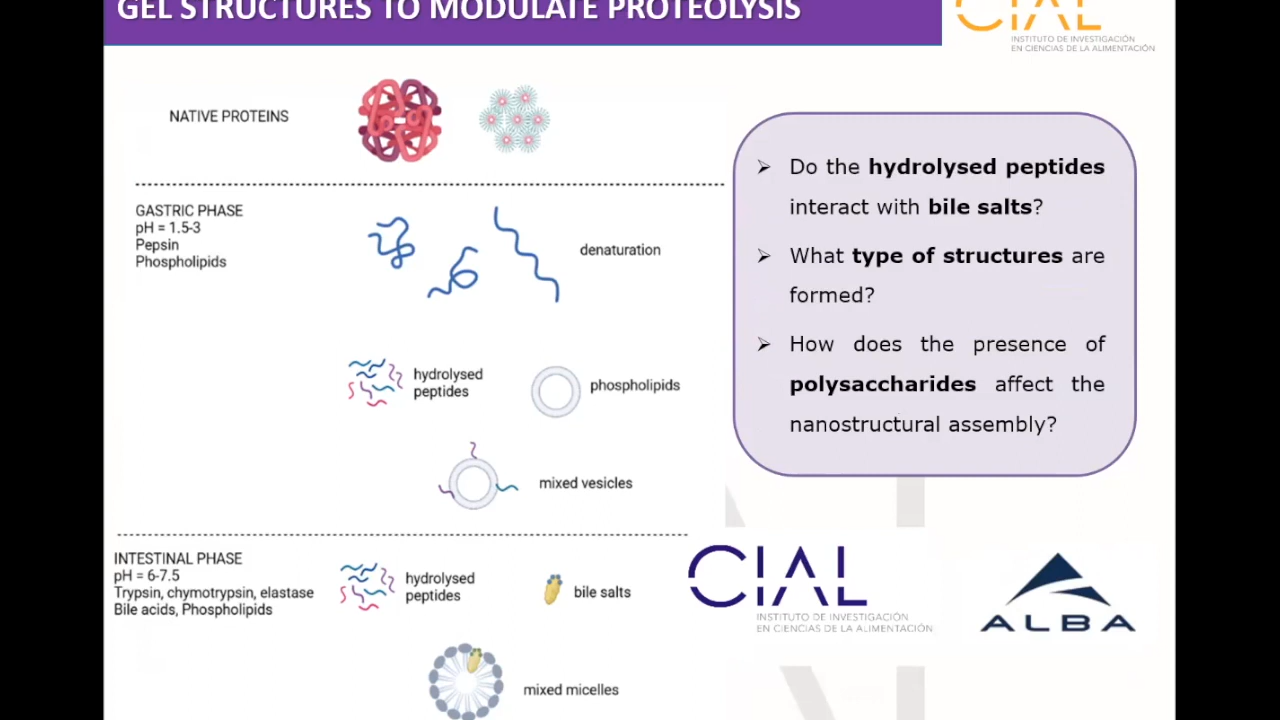 GEL STRUCTURES TO MODULATE PROTEOLYSIS
CIAL
INSTITUTO DE INVESTIGACIÓN
EN CIENCIAS DE LA ALIMENTACIÓN
NATIVE PROTEINS
GASTRIC PHASE
pH = 1.5-3
Pepsin
Phospholipids
denaturation
hydrolysed
peptides
phospholipids
mixed vesicles
INTESTINAL PHASE
pH = 6-7.5
Trypsin, chymotrypsin, elastase
Bile acids, Phospholipids
hydrolysed
peptides
bile salts
mixed micelles
Do the hydrolysed peptides
interact with bile salts?
What type of structures are
formed?
How does the presence of
polysaccharides affect the
nanostructural assembly?
CIAL
INSTITUTO DE INVESTIGACIÓN
EN CIENCIAS DE LA ALIMENTACIÓN
ALBA